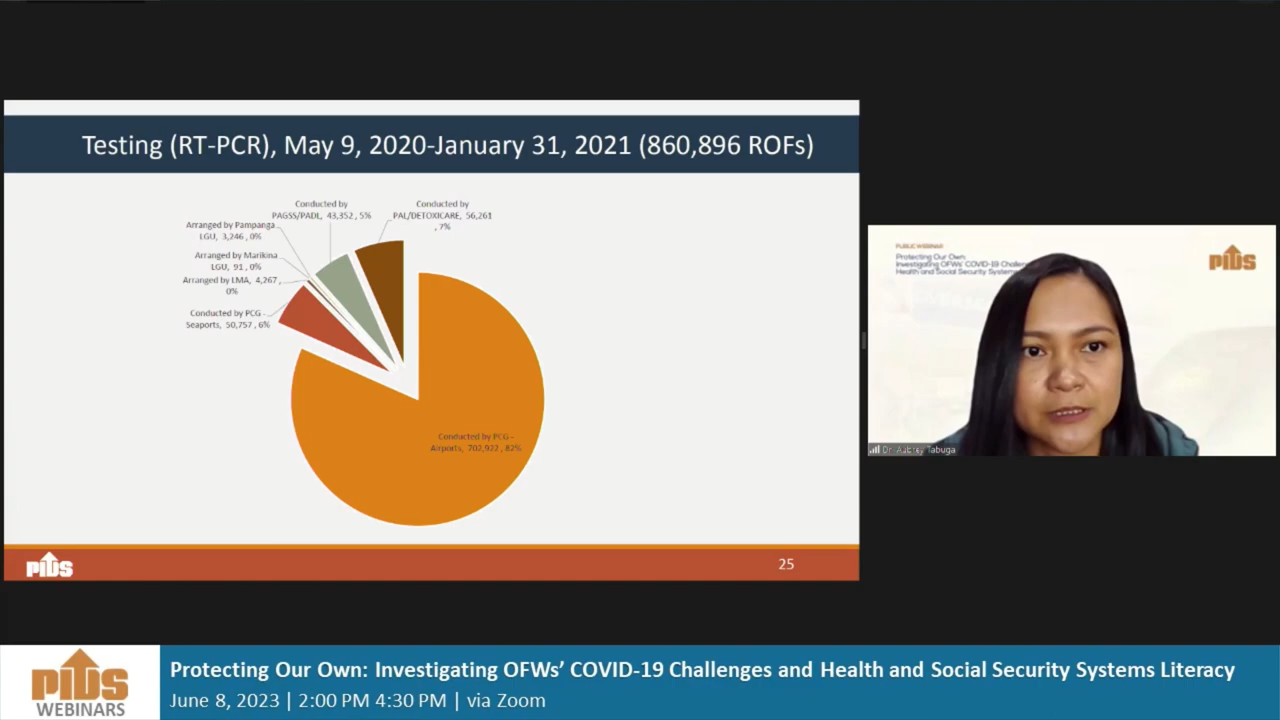 Testing (RT-PCR), May 9, 2020-January 31, 2021 (860,896 ROFs)
Conducted by
PAGSS/PADL, 43,352 , 5%
Conducted by
PAL/DETOXICARE, 56,261
, 7%
Arranged by Pampanga
LGU, 3,246 , 0%
Arranged by Marikina
LGU, 91 , 0%
Arranged by LMA, 4,267 ,
0%
Conducted by PCG -
Seaports, 50,757 , 6%
Conducted by PCG -
Airports, 702,922 , 82%
PIDS
25
PUBLIC WEBINAR
Protecting Our Own:
Investigating OFWs' COVID-19 Challen
Health and Social Security System
PIDS
Dr. Aubrey Tabuga
PIDS
WEBINARS
Protecting Our Own: Investigating OFWs’ COVID-19 Challenges and Health and Social Security Systems Literacy
June 8, 2023 | 2:00 PM 4:30 PM | via Zoom